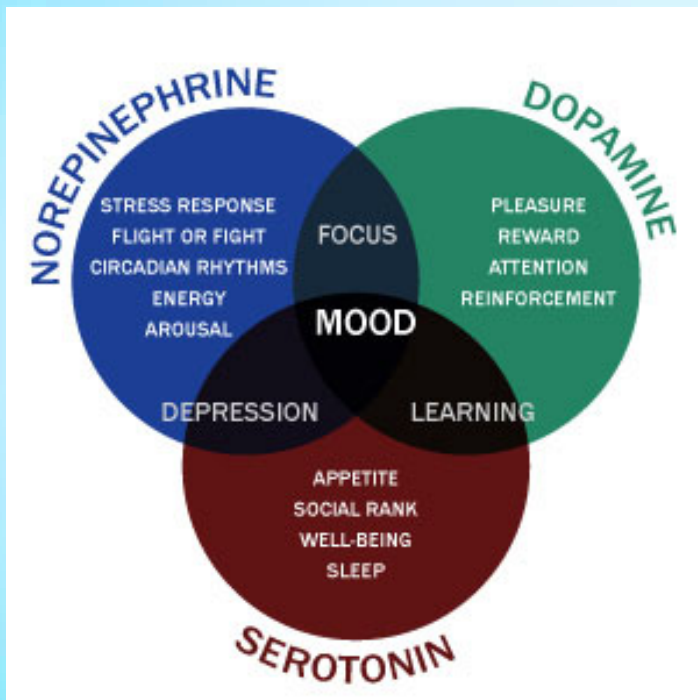 NOREPINEPHRINE
DOPAMINE
STRESS RESPONSE
FLIGHT OR FIGHT
CIRCADIAN RHYTHMS
ENERGY
AROUSAL
FOCUS
PLEASURE
REWARD
ATTENTION
REINFORCEMENT
MOOD
DEPRESSION
LEARNING
APPETITE
SOCIAL RANK
WELL-BEING
SLEEP
SEROTONIN